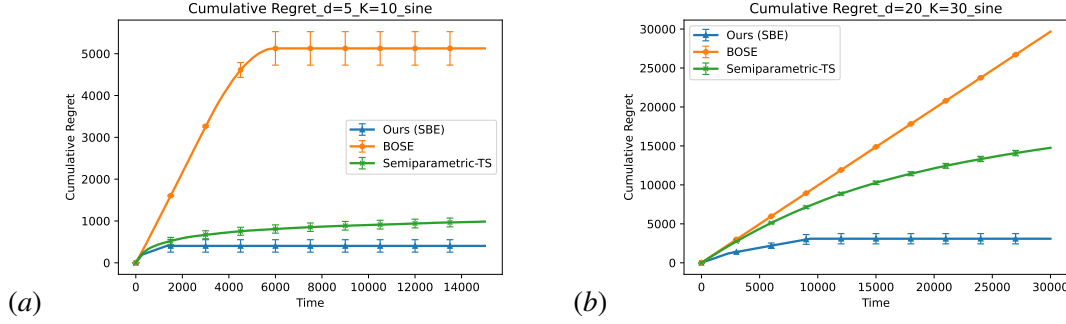 Cumulative Regret_d=5_K=10_sine
Cumulative Regret
5000
4000
3000
2000
1000
0
Ours (SBE)
BOSE
Semiparametric-TS
0 2000 4000 6000 8000 10000 12000 14000
Time
(a)
Cumulative Regret_d=20_K=30_sine
Cumulative Regret
30000
25000
20000
15000
10000
5000
0
Ours (SBE)
BOSE
Semiparametric-TS
0 5000 10000 15000 20000 25000 30000
Time
(b)